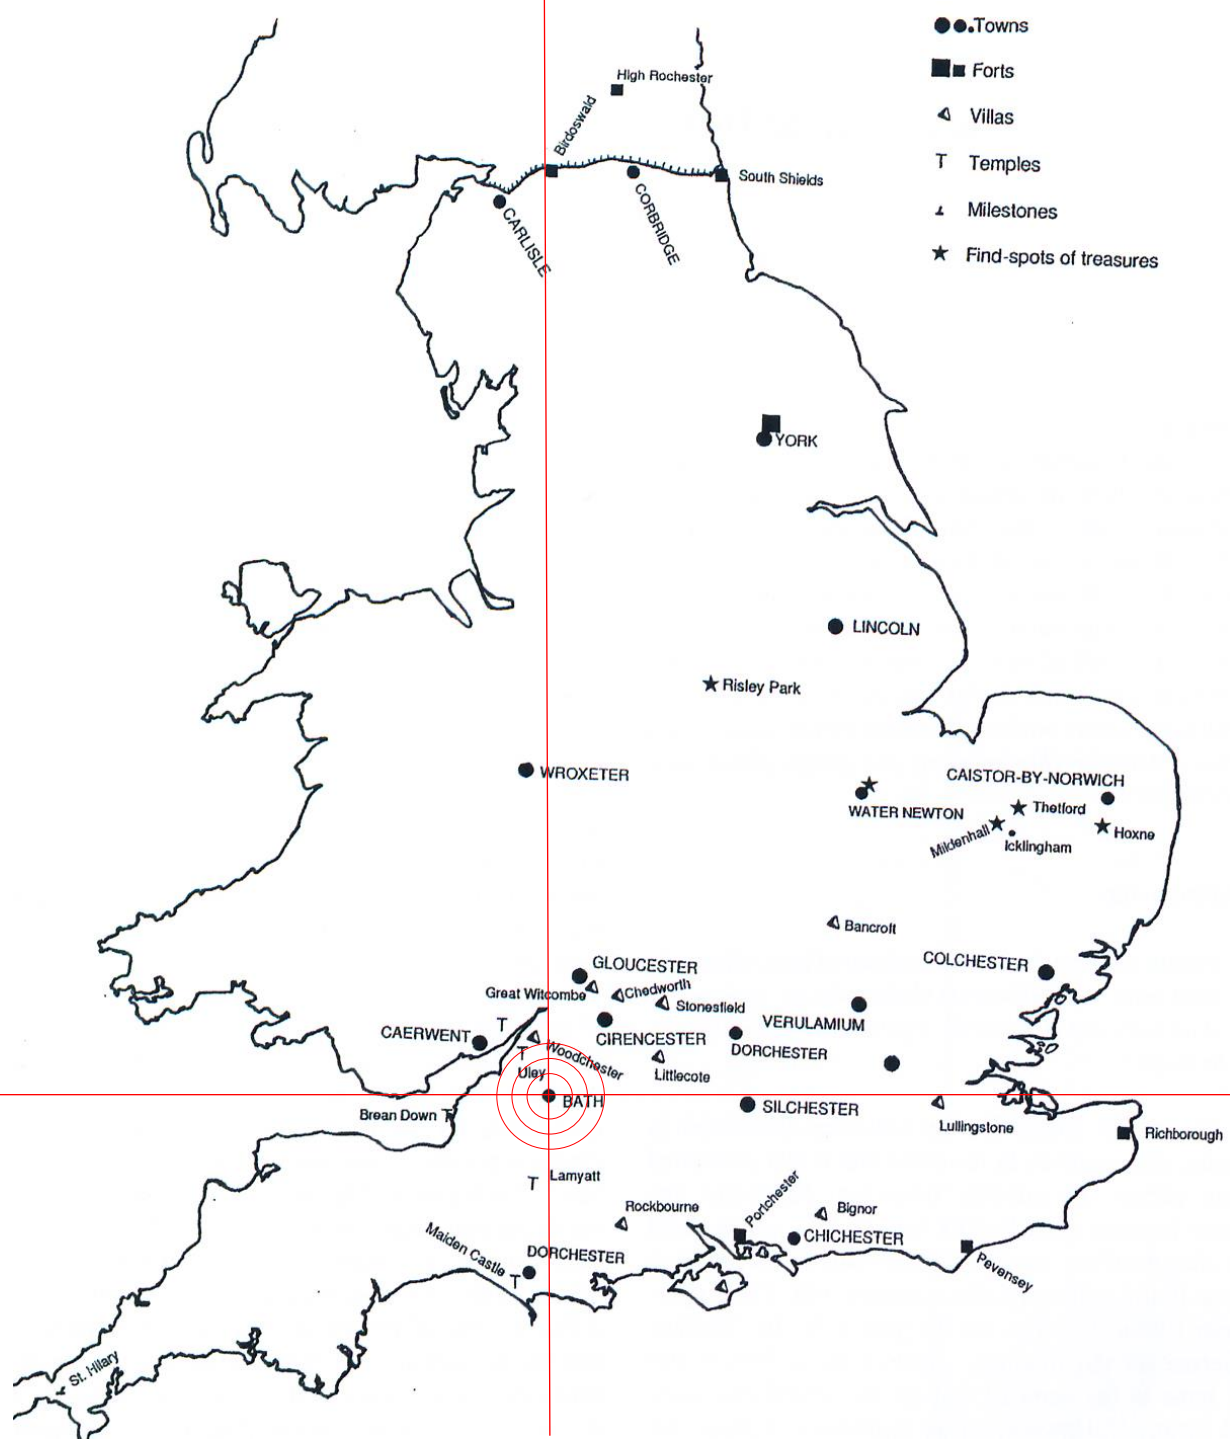 Towns
Forts
Villas
Temples
Milestones
Find-spots of treasures
High Rochester
Birdoswald
South Shields
CARLISLE
CORBRIDGE
YORK
LINCOLN
Risley Park
WROXETER
CAISTOR-BY-NORWICH
WATER NEWTON
Thetford
Mildenhall
Icklingham
Hoxne
Bancroft
GLOUCESTER
COLCHESTER
Great Witcombe
Chedworth
Stonesfield
CAERWENT
CIRENCESTER
VERULAMIUM
DORCHESTER
Woodchester
Uley
Littlecote
BATH
Brean Down
SILCHESTER
Lullingstone
Richborough
Lamyatt
Rockbourne
Portchester
Bignor
CHICHESTER
Maiden Castle
DORCHESTER
Pevensey
St. Hilary